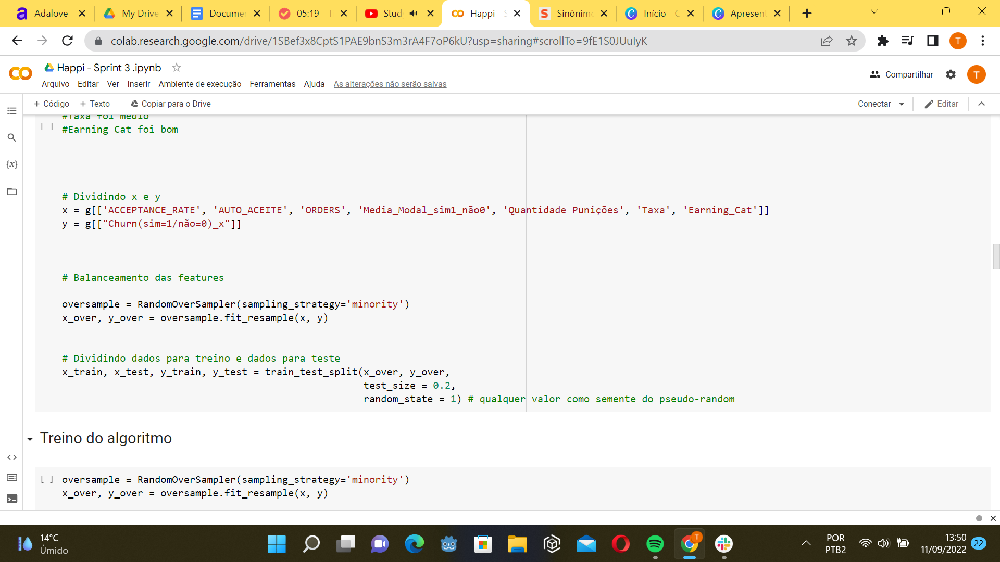 Adalove
My Drive
Documen
05:19 - T
Stud
Happi - S
Sinônimo
Início - C
Apresent
colab.research.google.com/drive/1SBef3x8CptS1PAE9bnS3m3rA4F7oP6kU?usp=sharing#scrollTo=9fE1S0JUuIyK
T
Happi - Sprint 3 .ipynb
Arquivo Editar Ver Inserir Ambiente de execução Ferramentas Ajuda As alterações não serão salvas
Compartilhar
T
+ Código + Texto Copiar para o Drive
Conectar
Editar
#Taxa foi medio
[ ] #Earning Cat foi bom
{x}
# Dividindo x e y
x = g[['ACCEPTANCE_RATE', 'AUTO_ACEITE', 'ORDERS', 'Media_Modal_sim1_não0', 'Quantidade Punições', 'Taxa', 'Earning_Cat']]
y = g[["Churn(sim=1/não=0)_x"]]
# Balanceamento das features
oversample = RandomOverSampler(sampling_strategy='minority')
x_over, y_over = oversample.fit_resample(x, y)
# Dividindo dados para treino e dados para teste
x_train, x_test, y_train, y_test = train_test_split(x_over, y_over,
test_size = 0.2,
random_state = 1) # qualquer valor como semente do pseudo-random
Treino do algoritmo
[ ] oversample = RandomOverSampler(sampling_strategy='minority')
x_over, y_over = oversample.fit_resample(x, y)
14°C
Úmido
POR
PTB2
13:50
11/09/2022
22